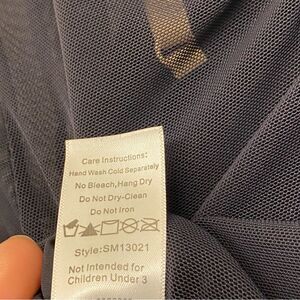 Care Instructions:
Hand Wash Cold Separately
No Bleach,Hang Dry
Do Not Dry-Clean
Do Not Iron
Style:SM13021
Not Intended for
Children Under 3